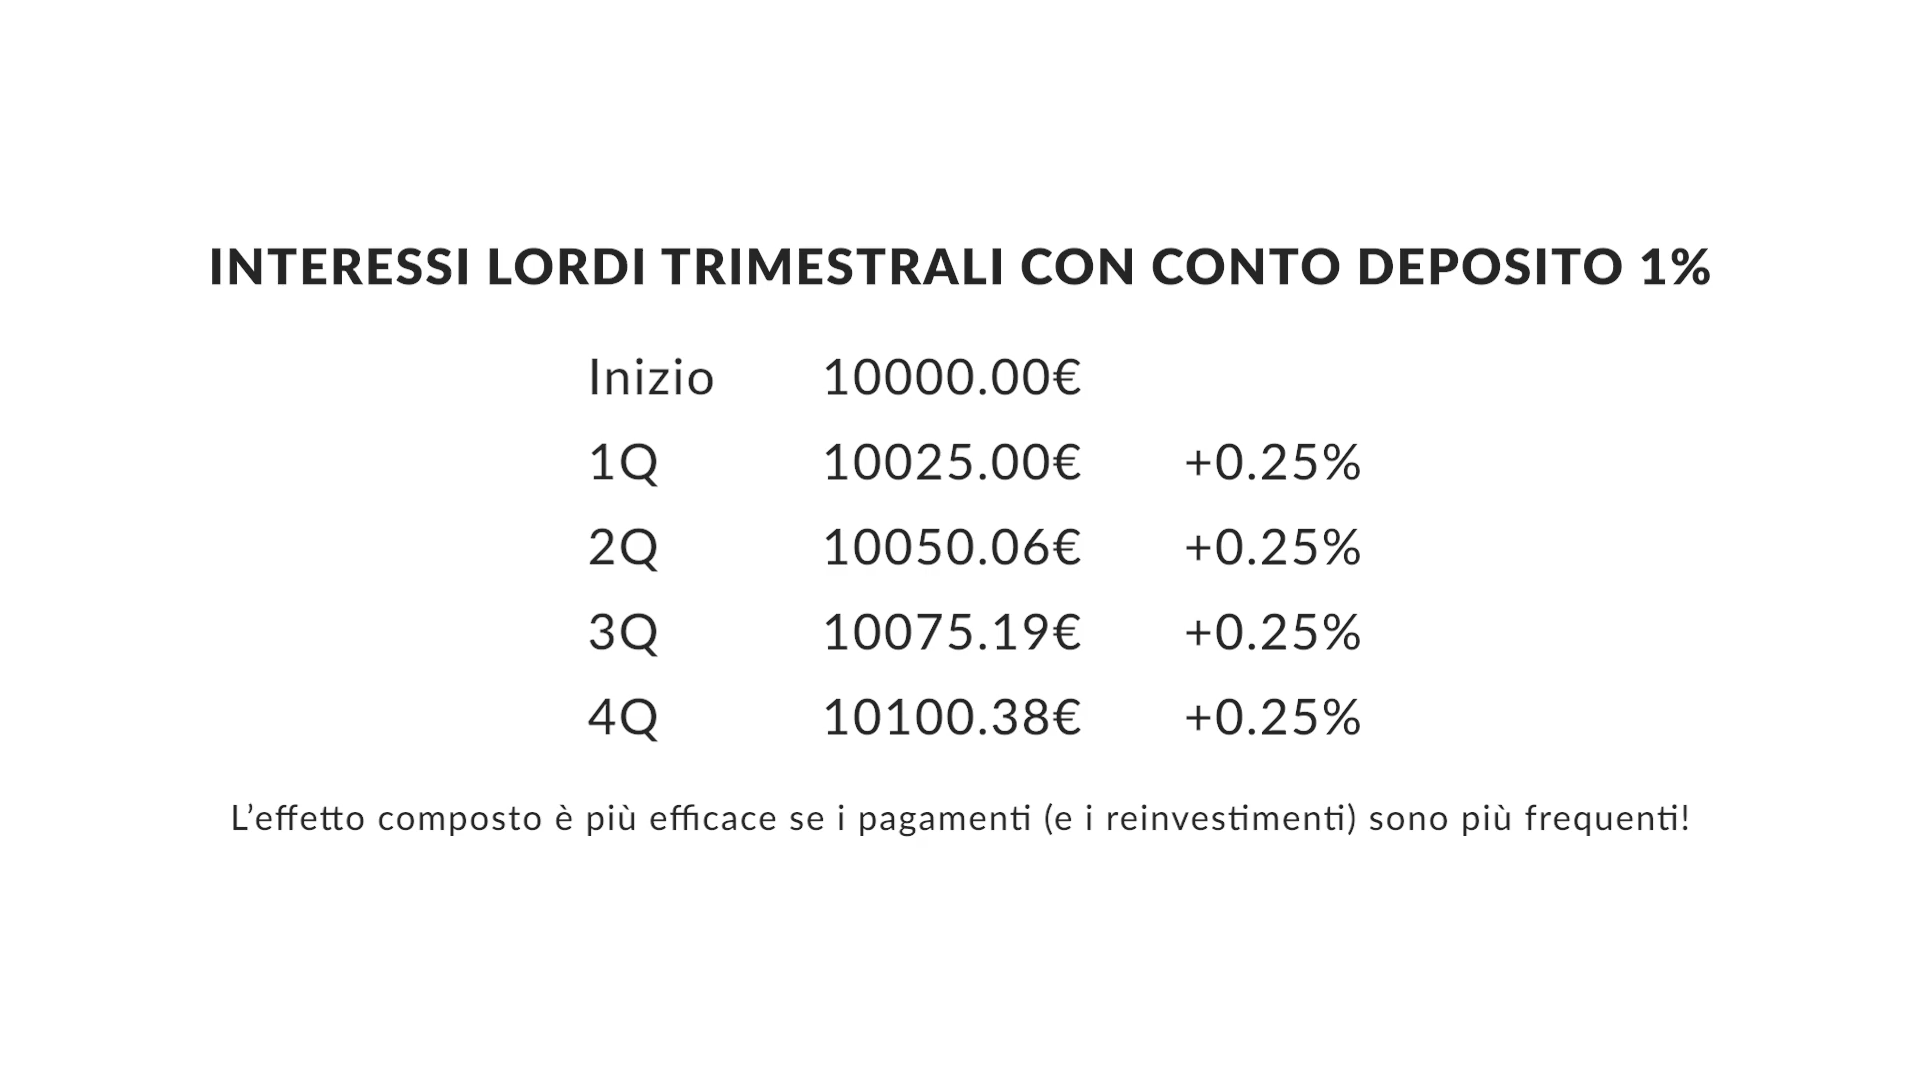 INTERESSI LORDI TRIMESTRALI CON CONTO DEPOSITO 1%
Inizio 10000.00€
1Q 10025.00€ +0.25%
2Q 10050.06€ +0.25%
3Q 10075.19€ +0.25%
4Q 10100.38€ +0.25%
L’effetto composto è più efficace se i pagamenti (e i reinvestimenti) sono più frequenti!